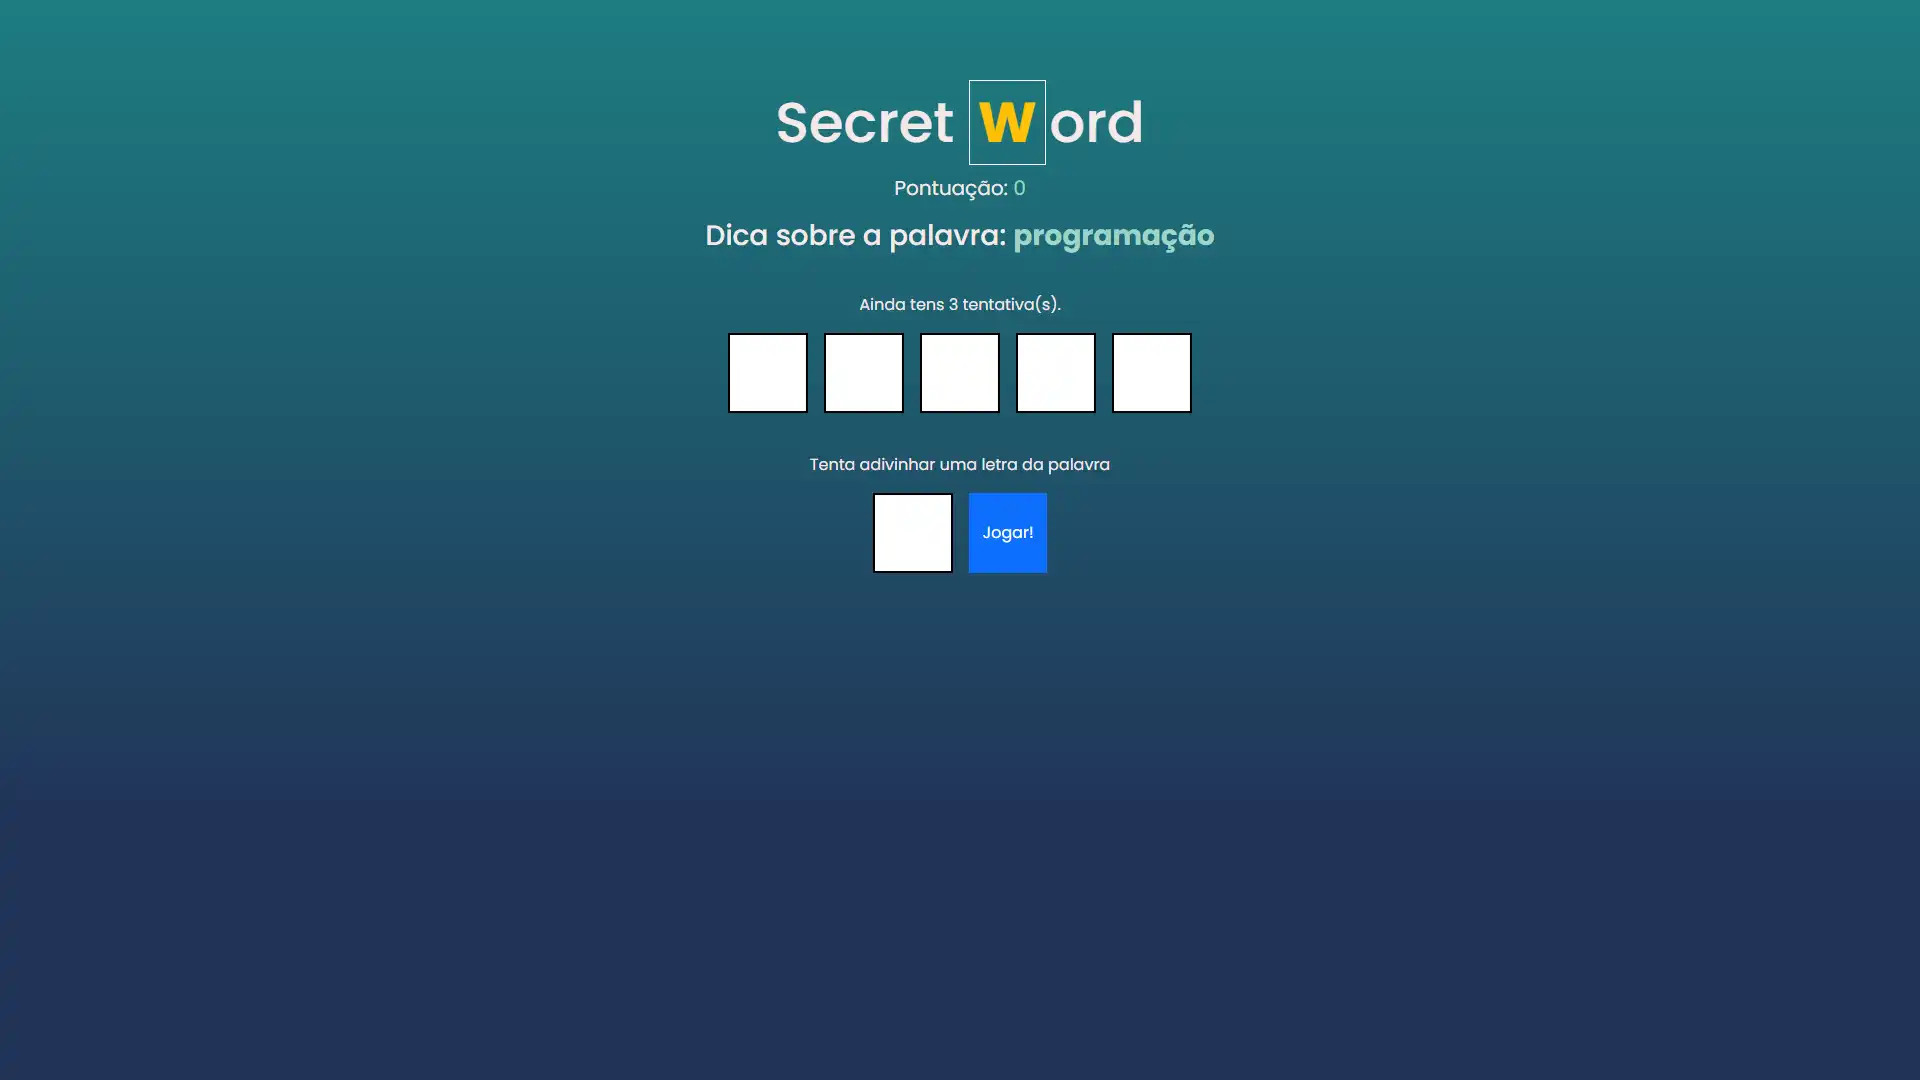 Secret Word
Pontuação: 0
Dica sobre a palavra: programação
Ainda tens 3 tentativa(s).
Tenta adivinhar uma letra da palavra
Jogar!